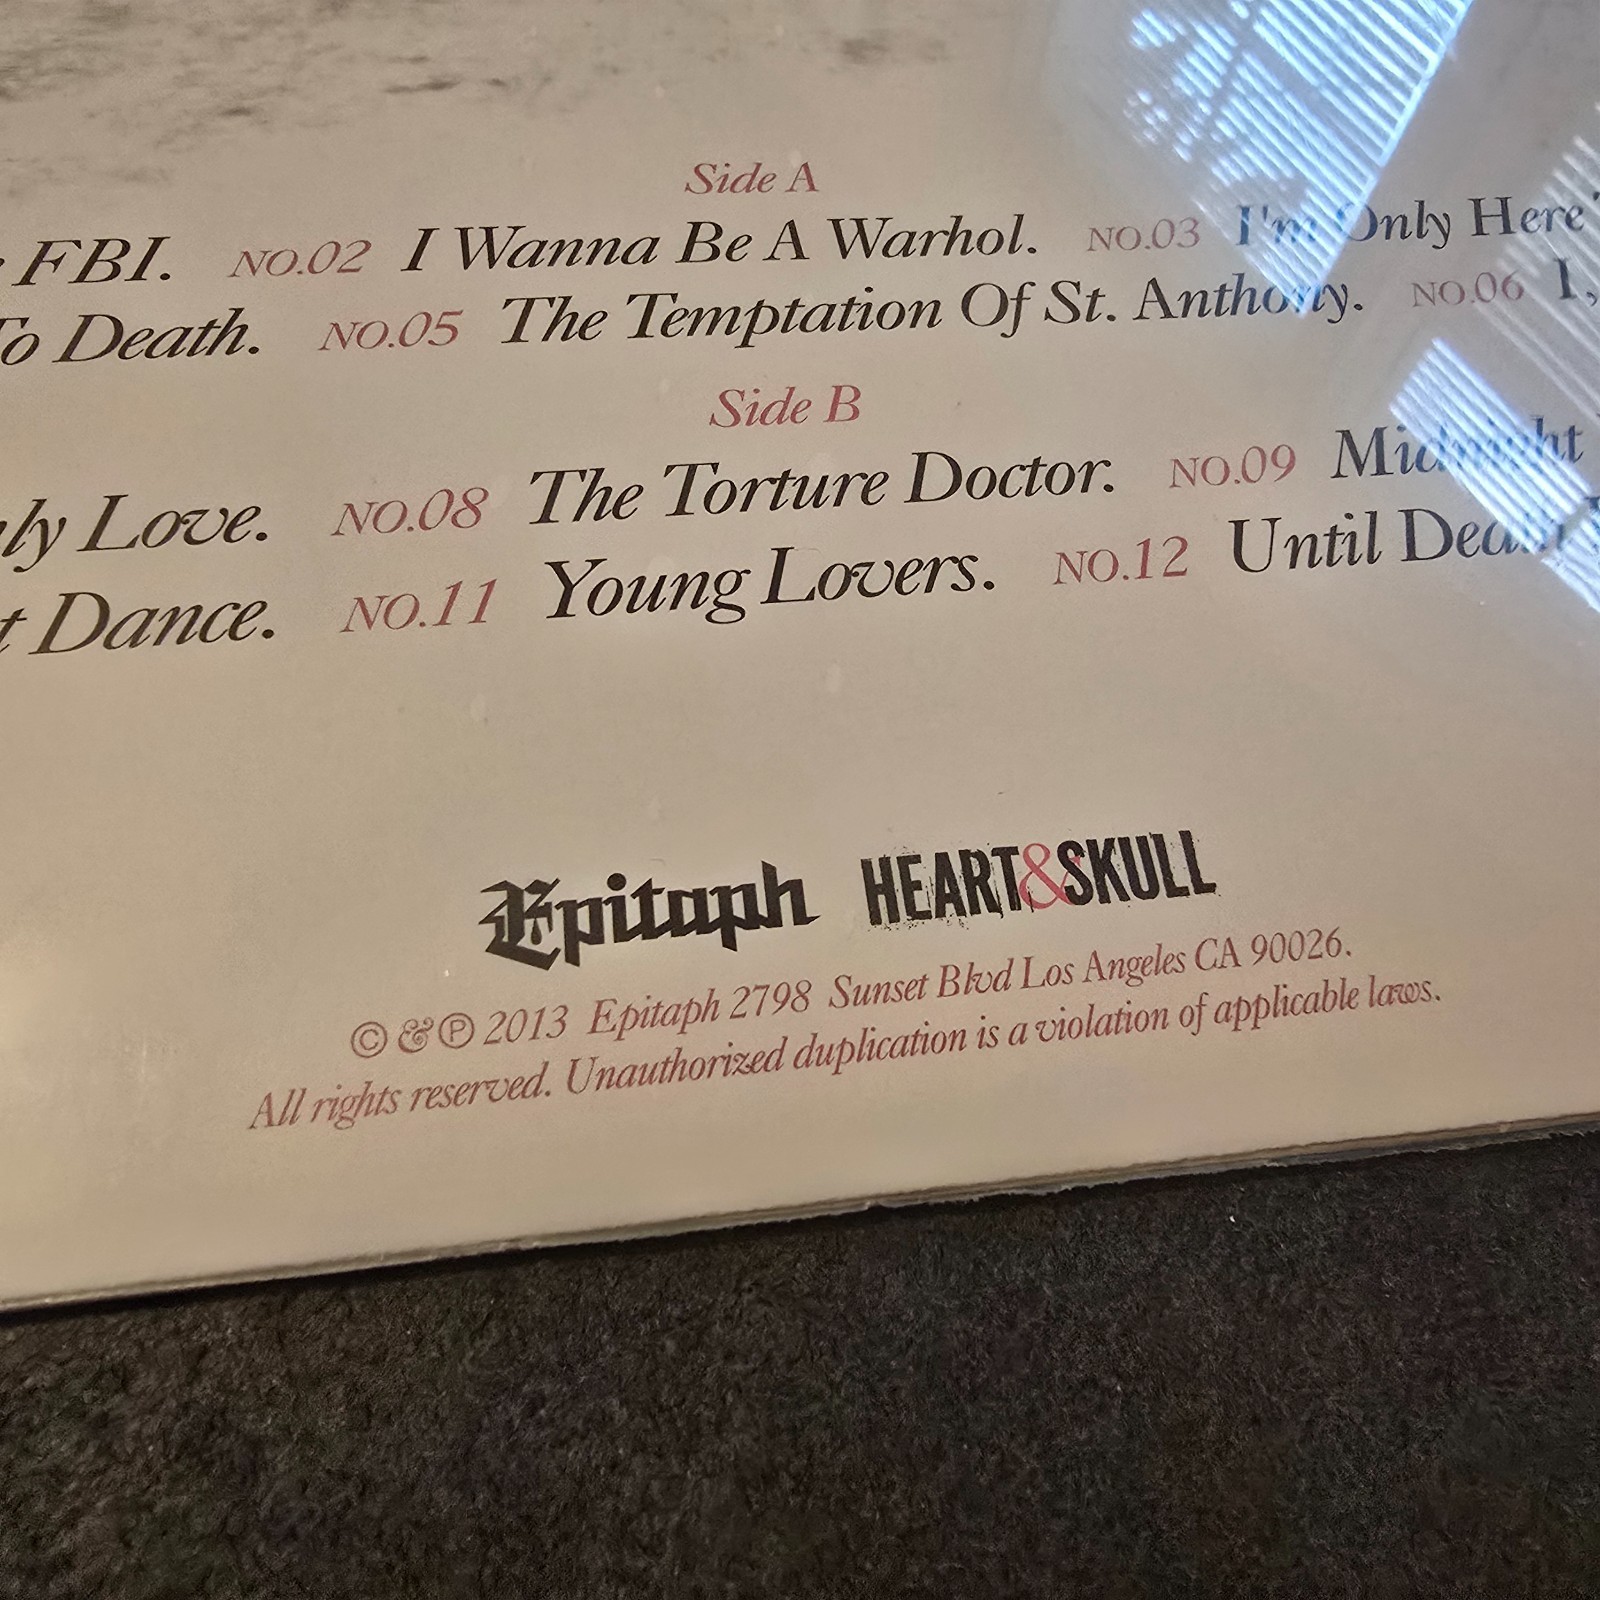 Side A
FBI. NO.02 I Wanna Be A Warhol. NO.03 I'm Only Here
To Death. NO.05 The Temptation Of St. Anthony. NO.06 I,
Side B
Love. NO.08 The Torture Doctor. NO.09 Midnight
Dance. NO.11 Young Lovers. NO.12 Until Death
Epitaph HEART&SKULL
© & ℗ 2013 Epitaph 2798 Sunset Blvd Los Angeles CA 90026.
All rights reserved. Unauthorized duplication is a violation of applicable laws.